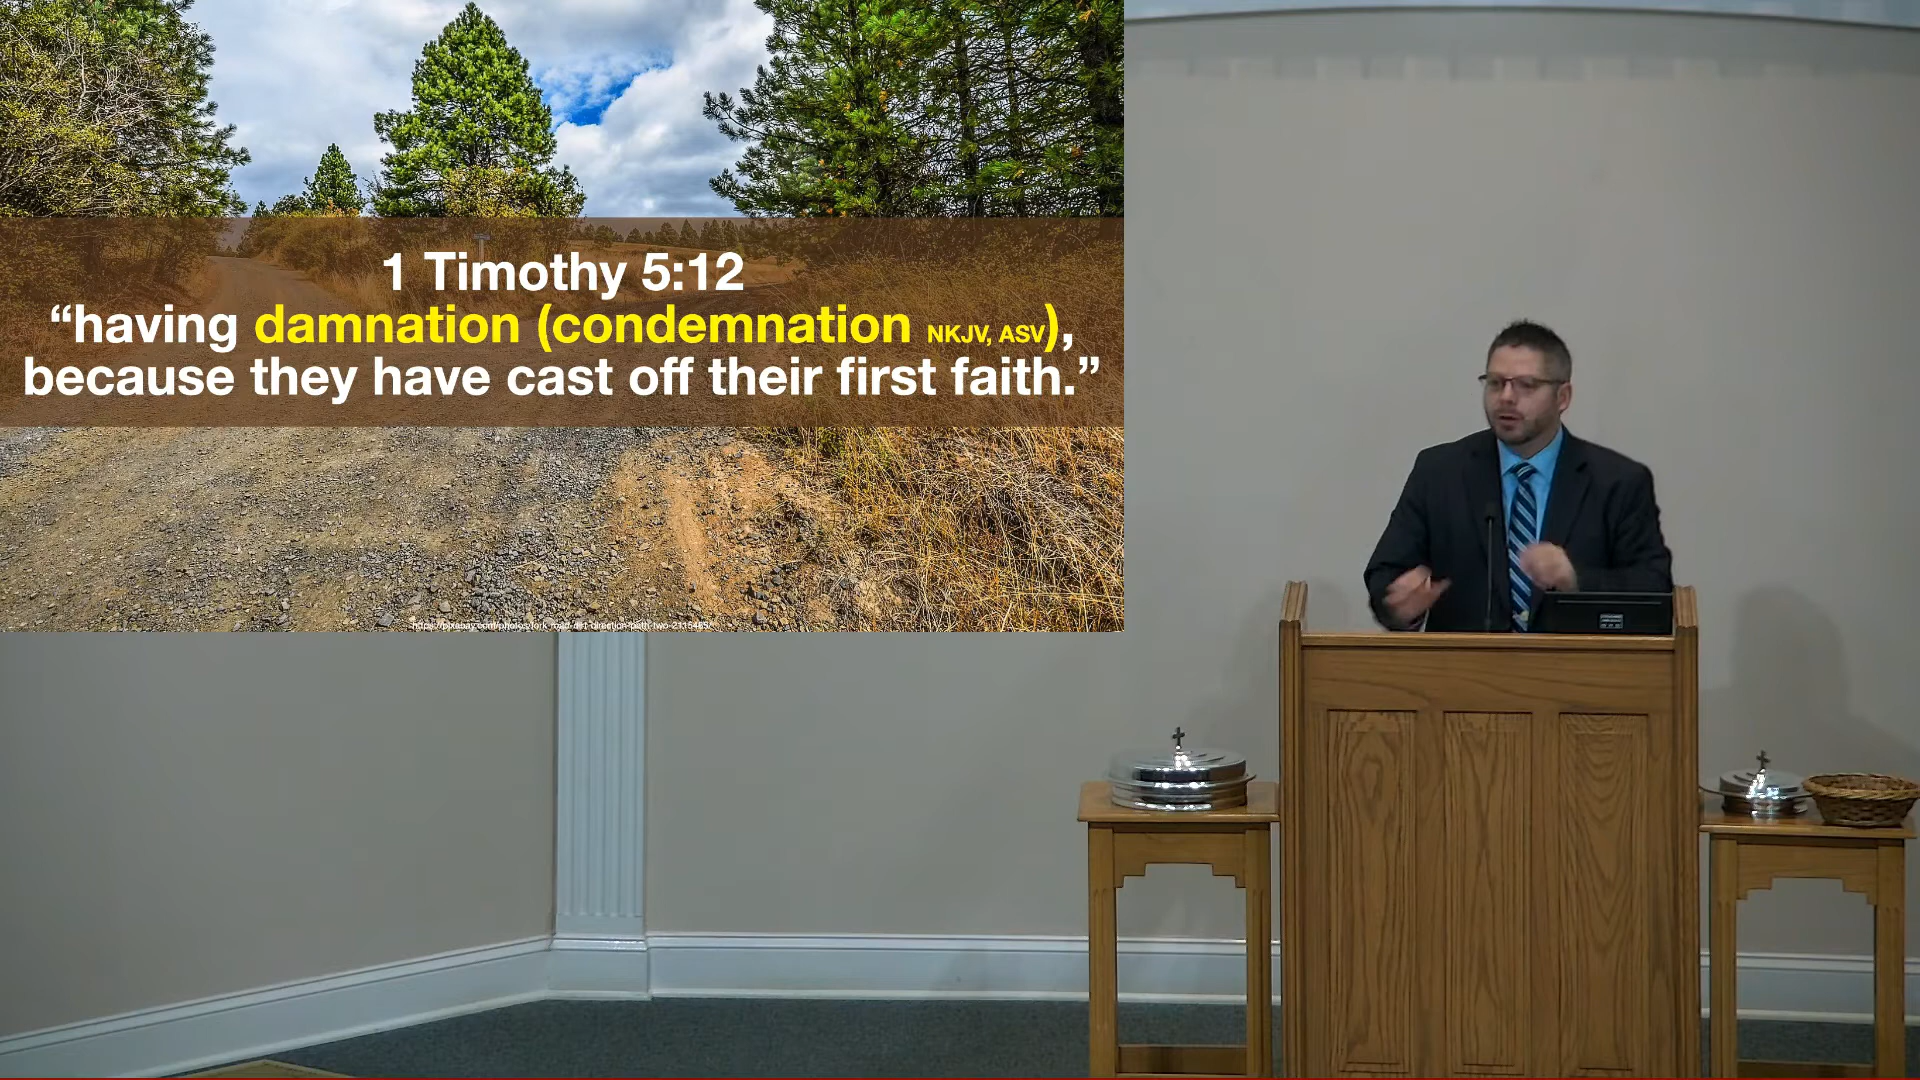 1 Timothy 5:12
“having damnation (condemnation NKJV, ASV),
because they have cast off their first faith.”